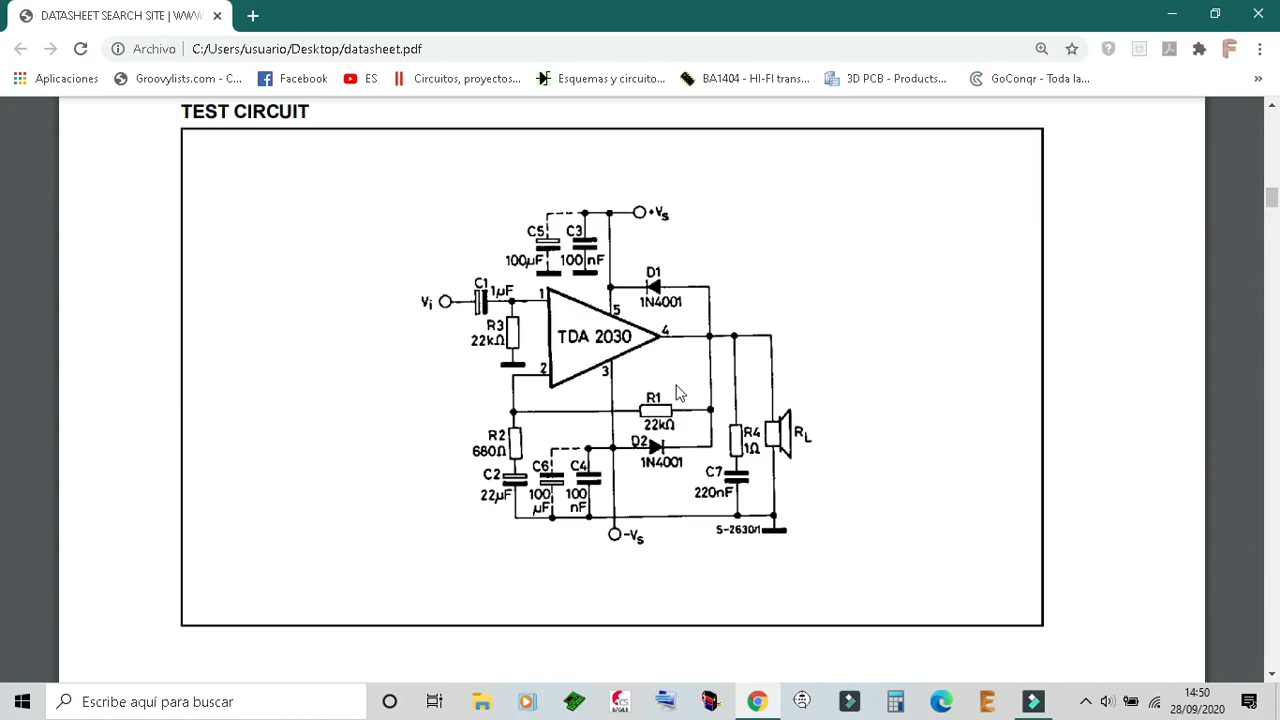 DATASHEET SEARCH SITE | WWW
Archivo | C:/Users/usuario/Desktop/datasheet.pdf
Aplicaciones Groovylists.com - C... Facebook ES Circuitos, proyectos... Esquemas y circuito... BA1404 - HI-FI trans... 3D PCB - Products... GoConqr - Toda la... »
TEST CIRCUIT
+Vs
C5 C3
100µF 100nF
D1
1N4001
C1 1µF
Vi
1
5
R3
22kΩ
TDA 2030
4
2
3
R1
22kΩ
R2
680Ω
D2
1N4001
R4
1Ω
RL
C2
22µF
C6
100
µF
C4
100
nF
C7
220nF
S-2630/1
-Vs
Escribe aquí para buscar
14:50
28/09/2020